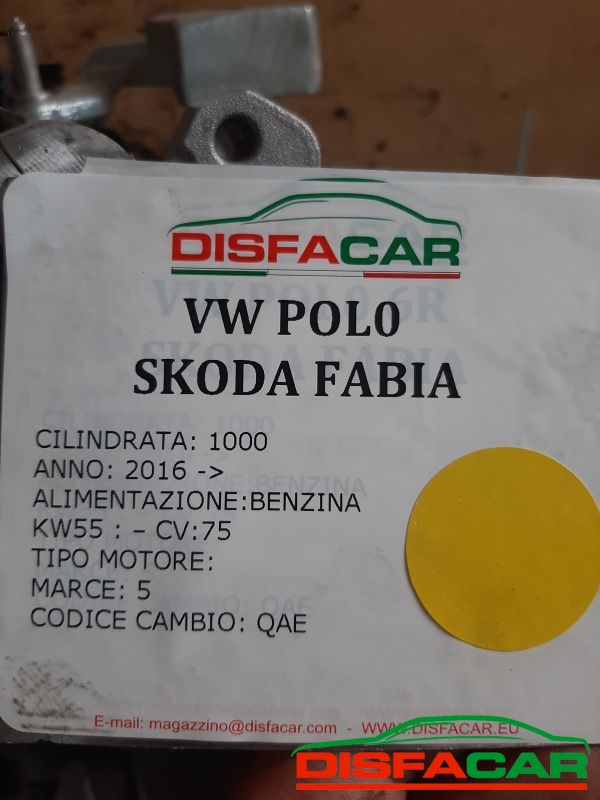 DISFACAR
VW POL0
SKODA FABIA
CILINDRATA: 1000
ANNO: 2016 ->
ALIMENTAZIONE:BENZINA
KW55 : – CV:75
TIPO MOTORE:
MARCE: 5
CODICE CAMBIO: QAE
E-mail: magazzino@disfacar.com - WWW.DISFACAR.EU
DISFACAR